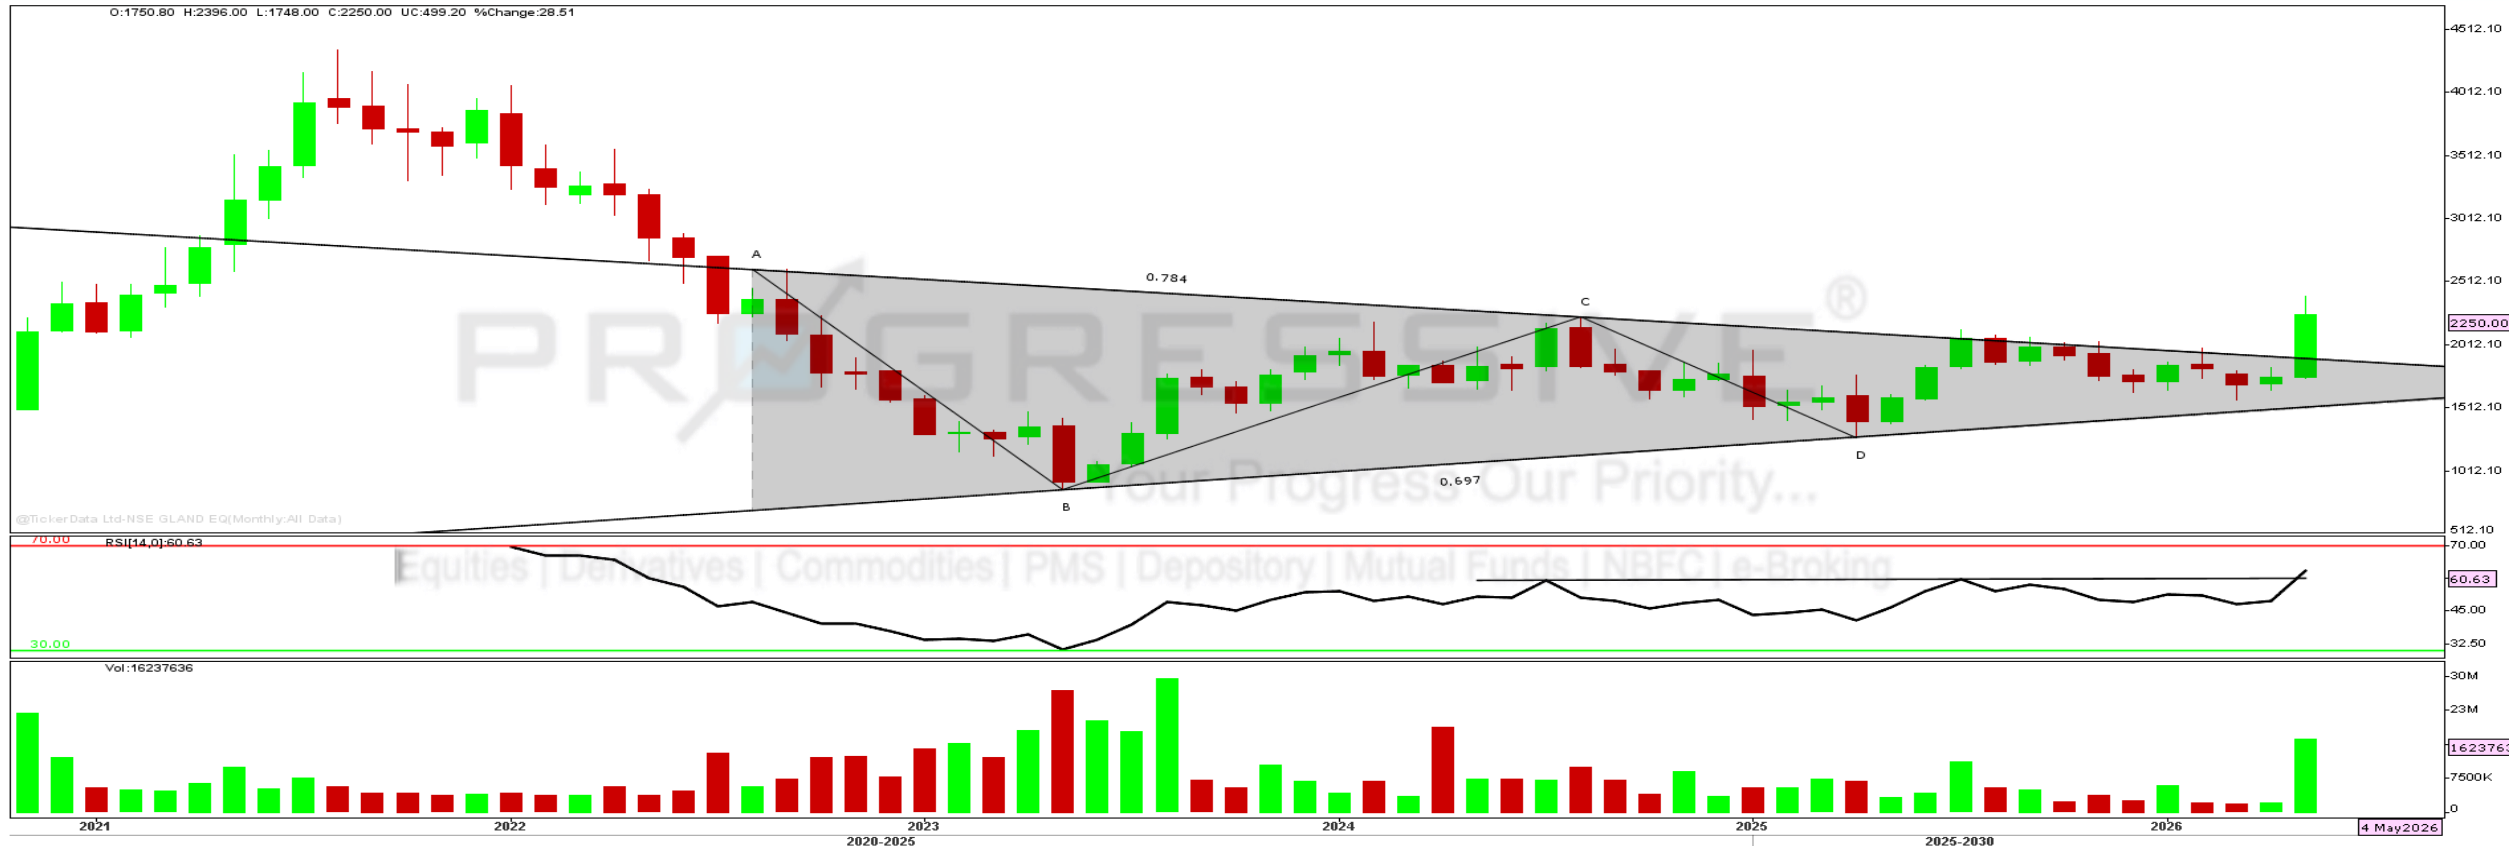 O:1750.80 H:2396.00 L:1748.00 C:2250.00 UC:499.20 %Change:28.51
4512.10
4012.10
3512.10
3012.10
A
0.784
2512.10
C
®
PROGRESSIVE
2250.00
2012.10
1512.10
D
1012.10
Your Progress Our Priority...
0.697
B
@TickerData Ltd-NSE GLAND EQ(Monthly:All Data)
512.10
70.00
RSI[14,0]:60.63
70.00
Equities | Derivatives | Commodities | PMS | Depository | Mutual Funds | NBFC | e-Broking
60.63
45.00
30.00
32.50
Vol:16237636
30M
23M
1623763
7500K
0
2021 2022 2023 2024 2025 2026
4 May2026
2020-2025 2025-2030